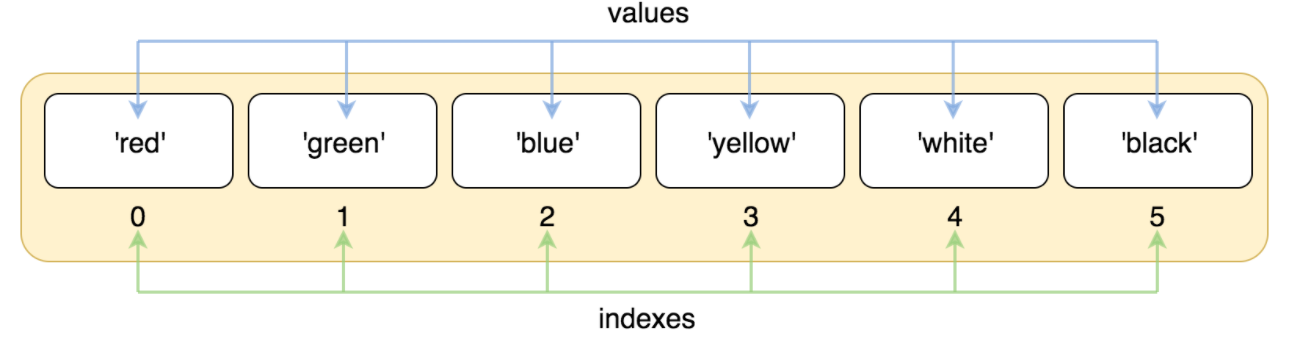 values
'red' 'green' 'blue' 'yellow' 'white' 'black'
0 1 2 3 4 5
indexes